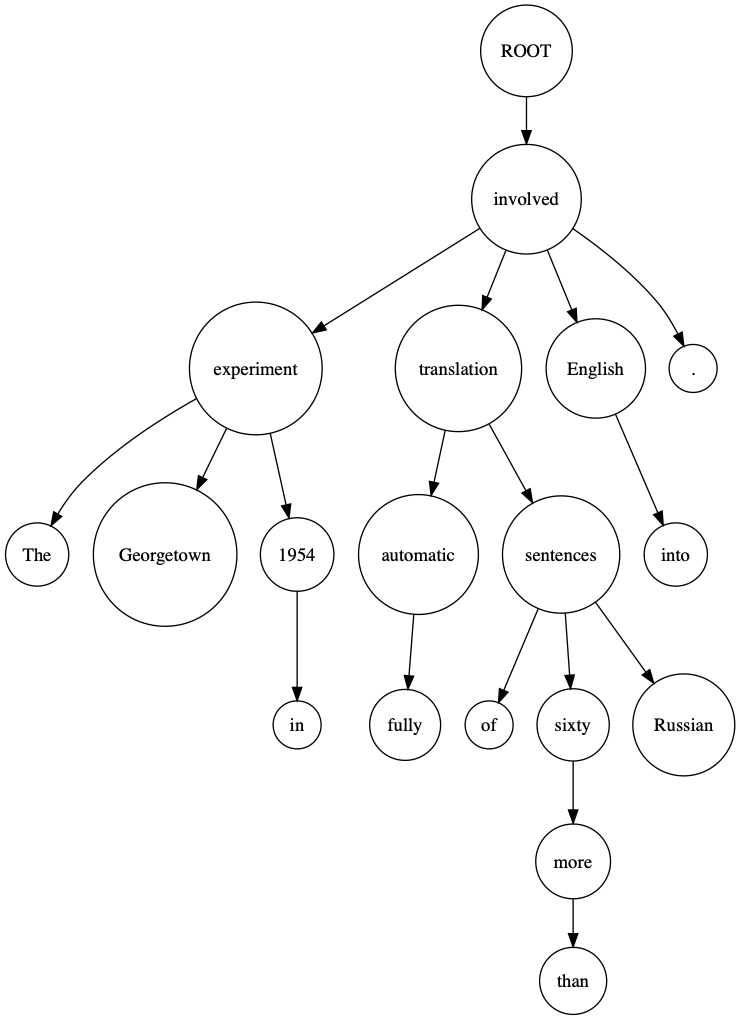 ROOT
involved
experiment
translation
English
.
The
Georgetown
1954
automatic
sentences
into
in
fully
of
sixty
Russian
more
than